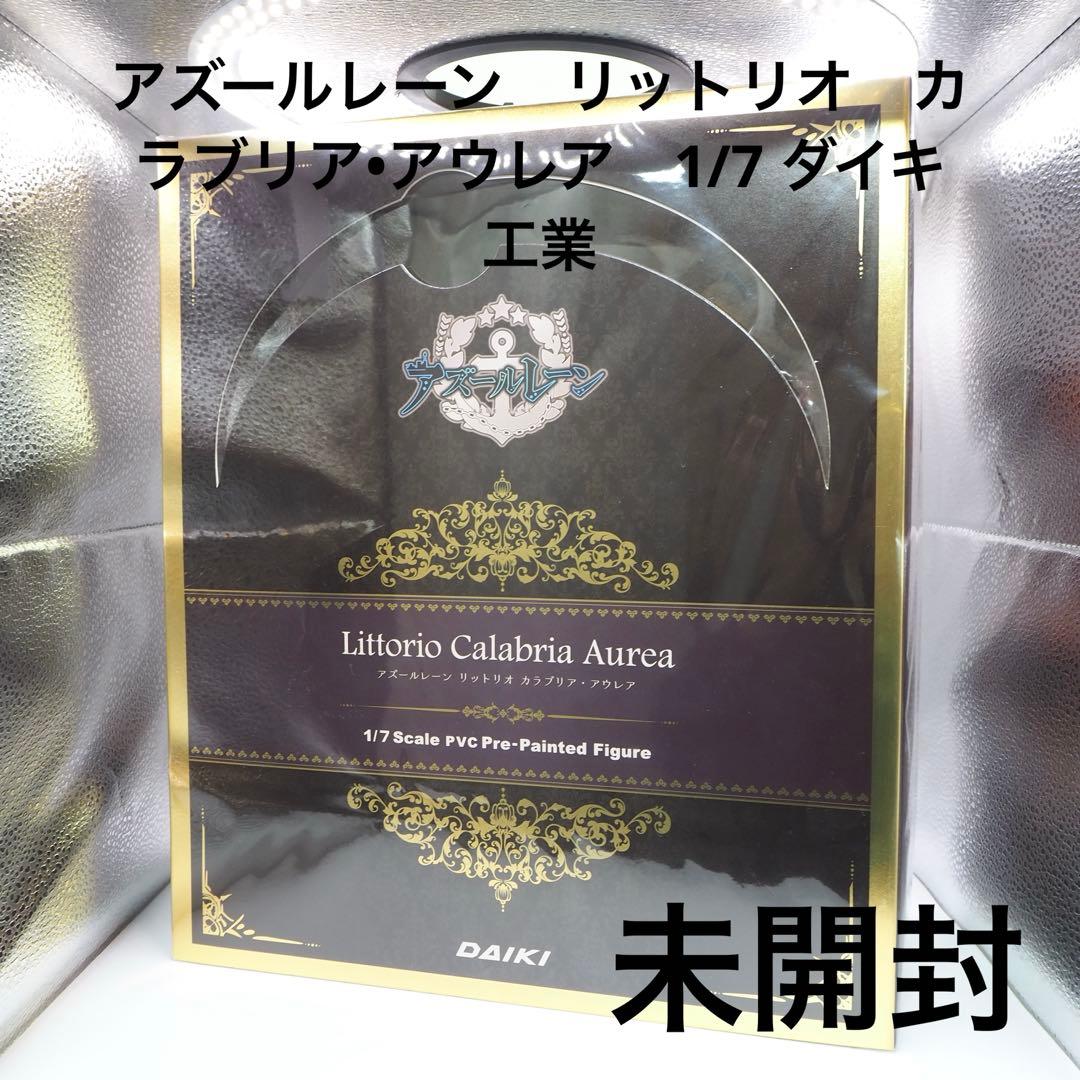 アズールレーン　リットリオ　カ
ラブリア•アウレア　1/7 ダイキ
工業
アズールレーン
Littorio Calabria Aurea
アズールレーン リットリオ カラブリア・アウレア
1/7 Scale PVC Pre-Painted Figure
DAIKI
未開封